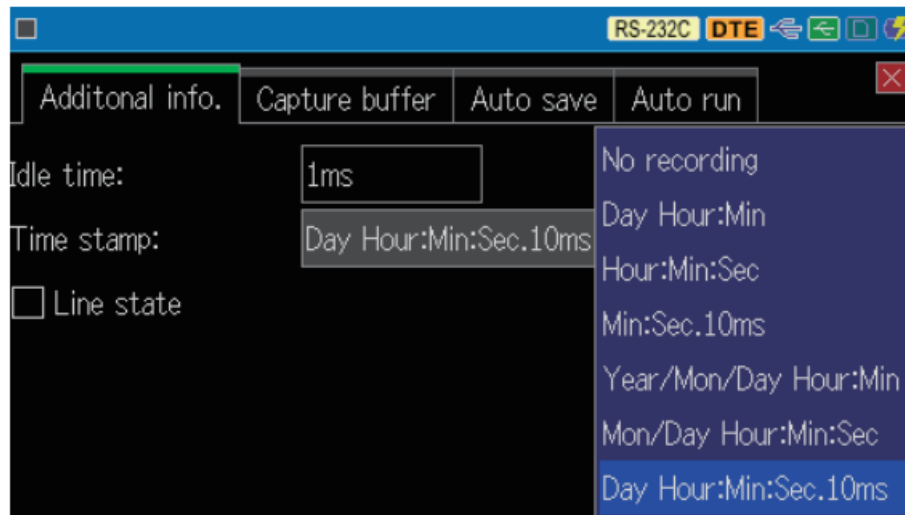 RS-232C DTE
Additonal info. Capture buffer Auto save Auto run
Idle time: 1ms
Time stamp: Day Hour:Min:Sec.10ms
Line state
No recording
Day Hour:Min
Hour:Min:Sec
Min:Sec.10ms
Year/Mon/Day Hour:Min
Mon/Day Hour:Min:Sec
Day Hour:Min:Sec.10ms